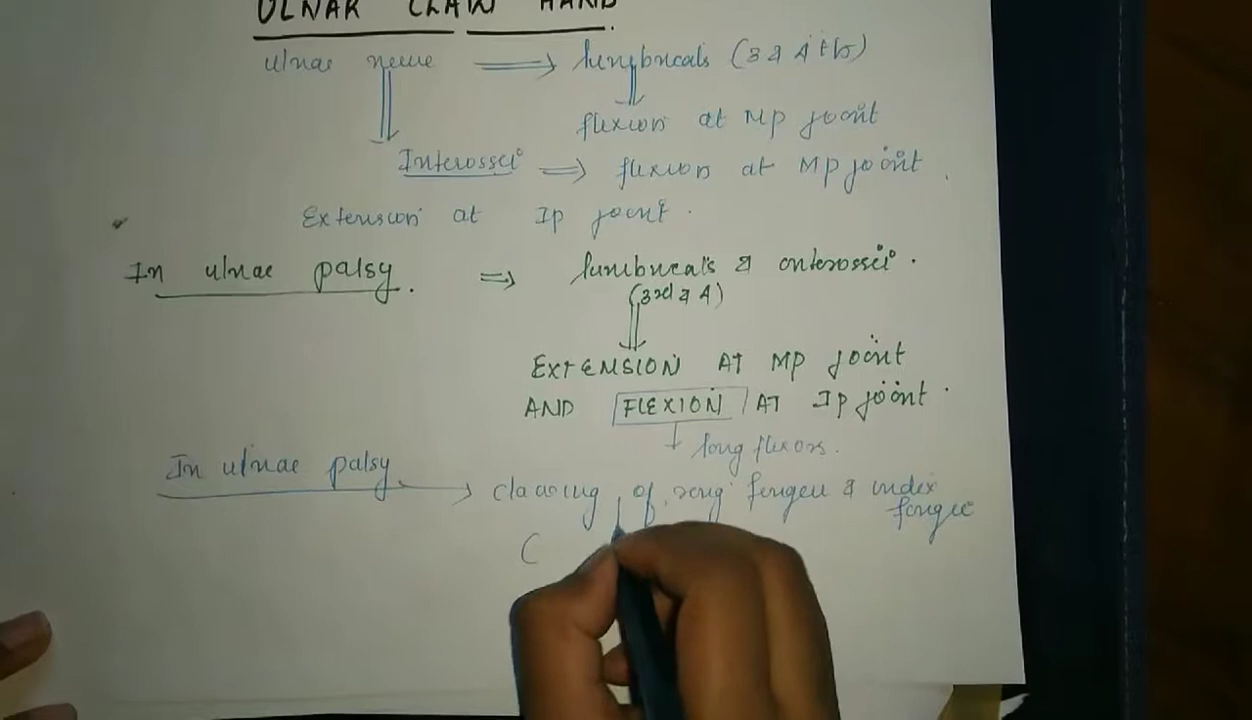 ULNAR CLAW HAND
ulnar nerve ⟹ lumbricals (3 & 4th)
flexion at MP joint
Interossei ⟹ flexion at MP joint.
Extension at Ip joint.
In ulnar palsy. ⟹ lumbricals & interossei.
(3rd & 4)
EXTENSION AT MP joint
AND FLEXION AT Ip joint.
long flexors.
In ulnar palsy → clawing of ring finger & index
finger
(